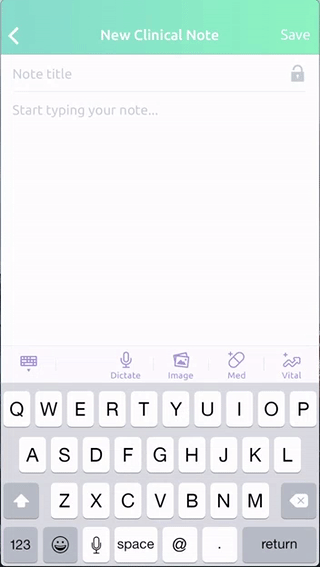 New Clinical Note Save
Note title
Start typing your note...
Dictate Image Med Vital
Q W E R T Y U I O P
A S D F G H J K L
Z X C V B N M
123 space @ . return